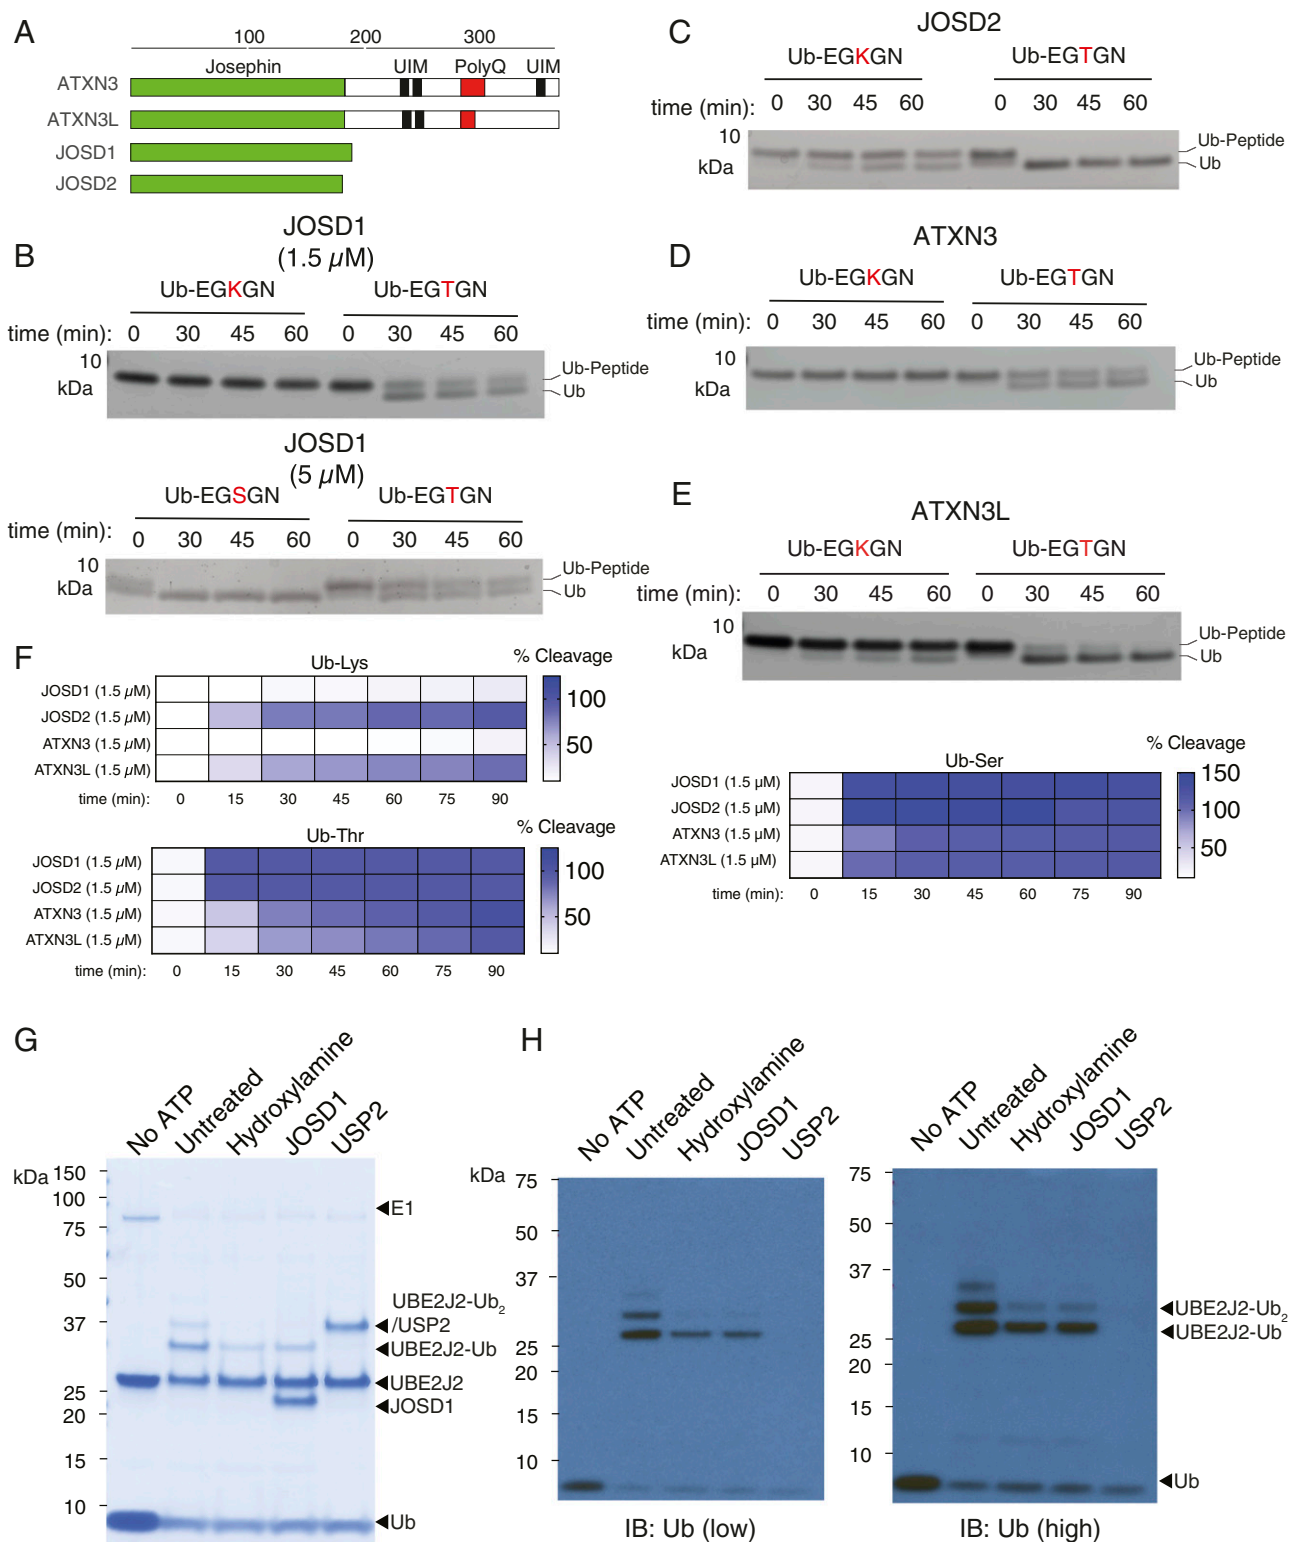 A
100 200 300
Josephin UIM PolyQ UIM
ATXN3
ATXN3L
JOSD1
JOSD2
B
JOSD1
(1.5 µM)
Ub-EGKGN Ub-EGTGN
time (min): 0 30 45 60 0 30 45 60
10
kDa
Ub-Peptide
Ub
JOSD1
(5 µM)
Ub-EGSGN Ub-EGTGN
time (min): 0 30 45 60 0 30 45 60
10
kDa
Ub-Peptide
Ub
C
JOSD2
Ub-EGKGN Ub-EGTGN
time (min): 0 30 45 60 0 30 45 60
10
kDa
Ub-Peptide
Ub
D
ATXN3
Ub-EGKGN Ub-EGTGN
time (min): 0 30 45 60 0 30 45 60
10
kDa
Ub-Peptide
Ub
E
ATXN3L
Ub-EGKGN Ub-EGTGN
time (min): 0 30 45 60 0 30 45 60
10
kDa
Ub-Peptide
Ub
F
Ub-Lys
% Cleavage
JOSD1 (1.5 µM)
JOSD2 (1.5 µM)
ATXN3 (1.5 µM)
ATXN3L (1.5 µM)
100
50
time (min): 0 15 30 45 60 75 90
Ub-Thr
% Cleavage
JOSD1 (1.5 µM)
JOSD2 (1.5 µM)
ATXN3 (1.5 µM)
ATXN3L (1.5 µM)
100
50
time (min): 0 15 30 45 60 75 90
Ub-Ser
% Cleavage
JOSD1 (1.5 µM)
JOSD2 (1.5 µM)
ATXN3 (1.5 µM)
ATXN3L (1.5 µM)
150
100
50
time (min): 0 15 30 45 60 75 90
G
No ATP Untreated Hydroxylamine JOSD1 USP2
kDa 150
100
75
50
37
25
20
15
10
E1
UBE2J2-Ub2
/USP2
UBE2J2-Ub
UBE2J2
JOSD1
Ub
H
No ATP Untreated Hydroxylamine JOSD1 USP2
kDa 75
50
37
25
20
15
10
IB: Ub (low)
No ATP Untreated Hydroxylamine JOSD1 USP2
75
50
37
25
20
15
10
UBE2J2-Ub2
UBE2J2-Ub
Ub
IB: Ub (high)